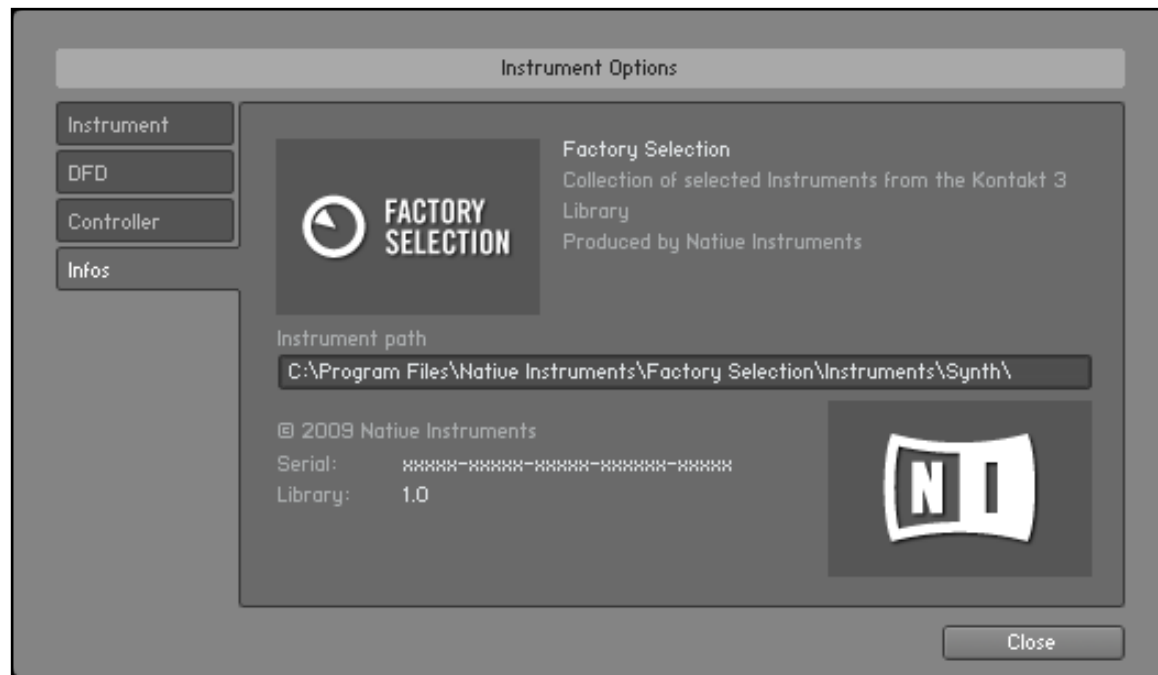 Instrument Options
Instrument
DFD
Controller
Infos
FACTORY
SELECTION
Factory Selection
Collection of selected Instruments from the Kontakt 3
Library
Produced by Native Instruments
Instrument path
C:\Program Files\Native Instruments\Factory Selection\Instruments\Synth\
© 2009 Native Instruments
Serial: xxxxx-xxxxx-xxxxx-xxxxxx-xxxxx
Library: 1.0
N I
Close